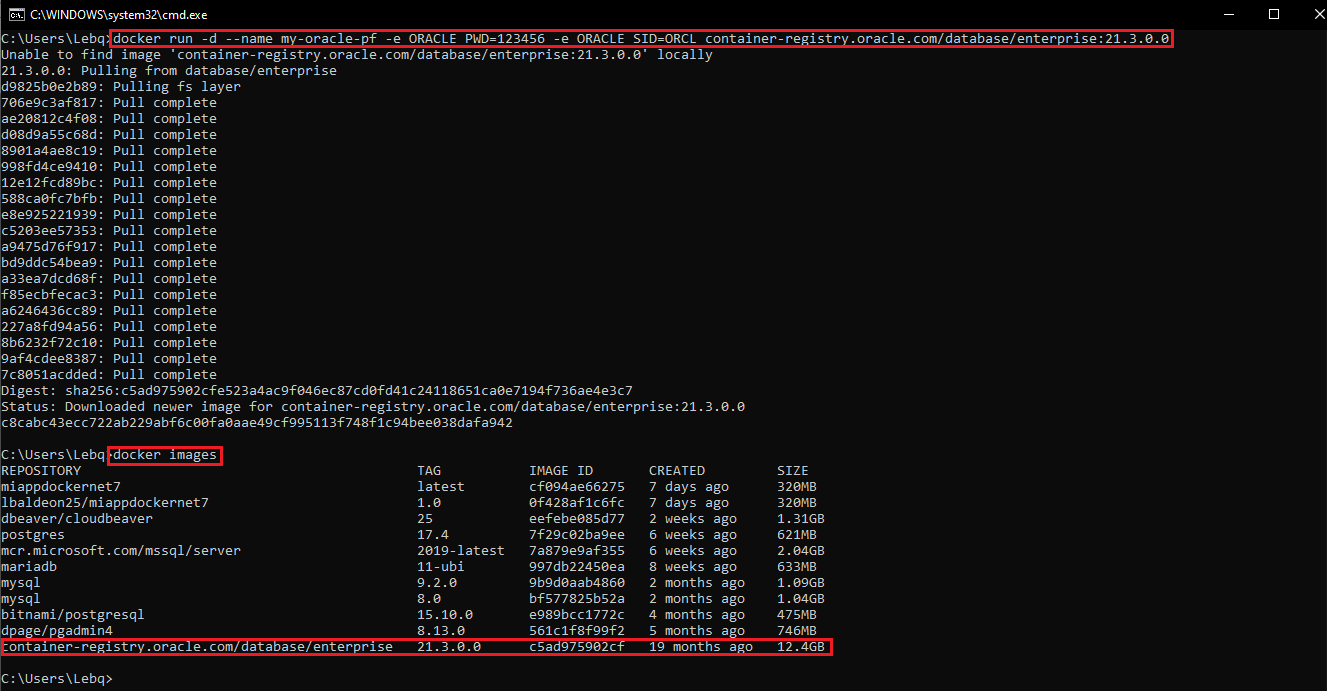 C:\WINDOWS\system32\cmd.exe
C:\Users\Lebq>docker run -d --name my-oracle-pf -e ORACLE_PWD=123456 -e ORACLE_SID=ORCL container-registry.oracle.com/database/enterprise:21.3.0.0
Unable to find image 'container-registry.oracle.com/database/enterprise:21.3.0.0' locally
21.3.0.0: Pulling from database/enterprise
d9825b0e2b89: Pulling fs layer
706e9c3af817: Pull complete
ae20812c4f08: Pull complete
d08d9a55c68d: Pull complete
8901a4ae8c19: Pull complete
998fd4ce9410: Pull complete
12e12fcd89bc: Pull complete
588ca0fc7bfb: Pull complete
e8e925221939: Pull complete
c5203ee57353: Pull complete
a9475d76f917: Pull complete
bd9ddc54bea9: Pull complete
a33ea7dcd68f: Pull complete
f85ecbfecac3: Pull complete
a6246436cc89: Pull complete
227a8fd94a56: Pull complete
8b6232f72c10: Pull complete
9af4cdee8387: Pull complete
7c8051acdded: Pull complete
Digest: sha256:c5ad975902cfe523a4ac9f046ec87cd0fd41c24118651ca0e7194f736ae4e3c7
Status: Downloaded newer image for container-registry.oracle.com/database/enterprise:21.3.0.0
c8cabc43ecc722ab229abf6c00fa0aae49cf995113f748f1c94bee038dafa942
C:\Users\Lebq>docker images
REPOSITORY TAG IMAGE ID CREATED SIZE
miappdockernet7 latest cf094ae66275 7 days ago 320MB
lbaldeon25/miappdockernet7 1.0 0f428af1c6fc 7 days ago 320MB
dbeaver/cloudbeaver 25 eefebe085d77 2 weeks ago 1.31GB
postgres 17.4 7f29c02ba9ee 6 weeks ago 621MB
mcr.microsoft.com/mssql/server 2019-latest 7a879e9af355 6 weeks ago 2.04GB
mariadb 11-ubi 997db22450ea 8 weeks ago 633MB
mysql 9.2.0 9b9d0aab4860 2 months ago 1.09GB
mysql 8.0 bf577825b52a 2 months ago 1.04GB
bitnami/postgresql 15.10.0 e989bcc1772c 4 months ago 475MB
dpage/pgadmin4 8.13.0 561c1f8f99f2 5 months ago 746MB
container-registry.oracle.com/database/enterprise 21.3.0.0 c5ad975902cf 19 months ago 12.4GB
C:\Users\Lebq>